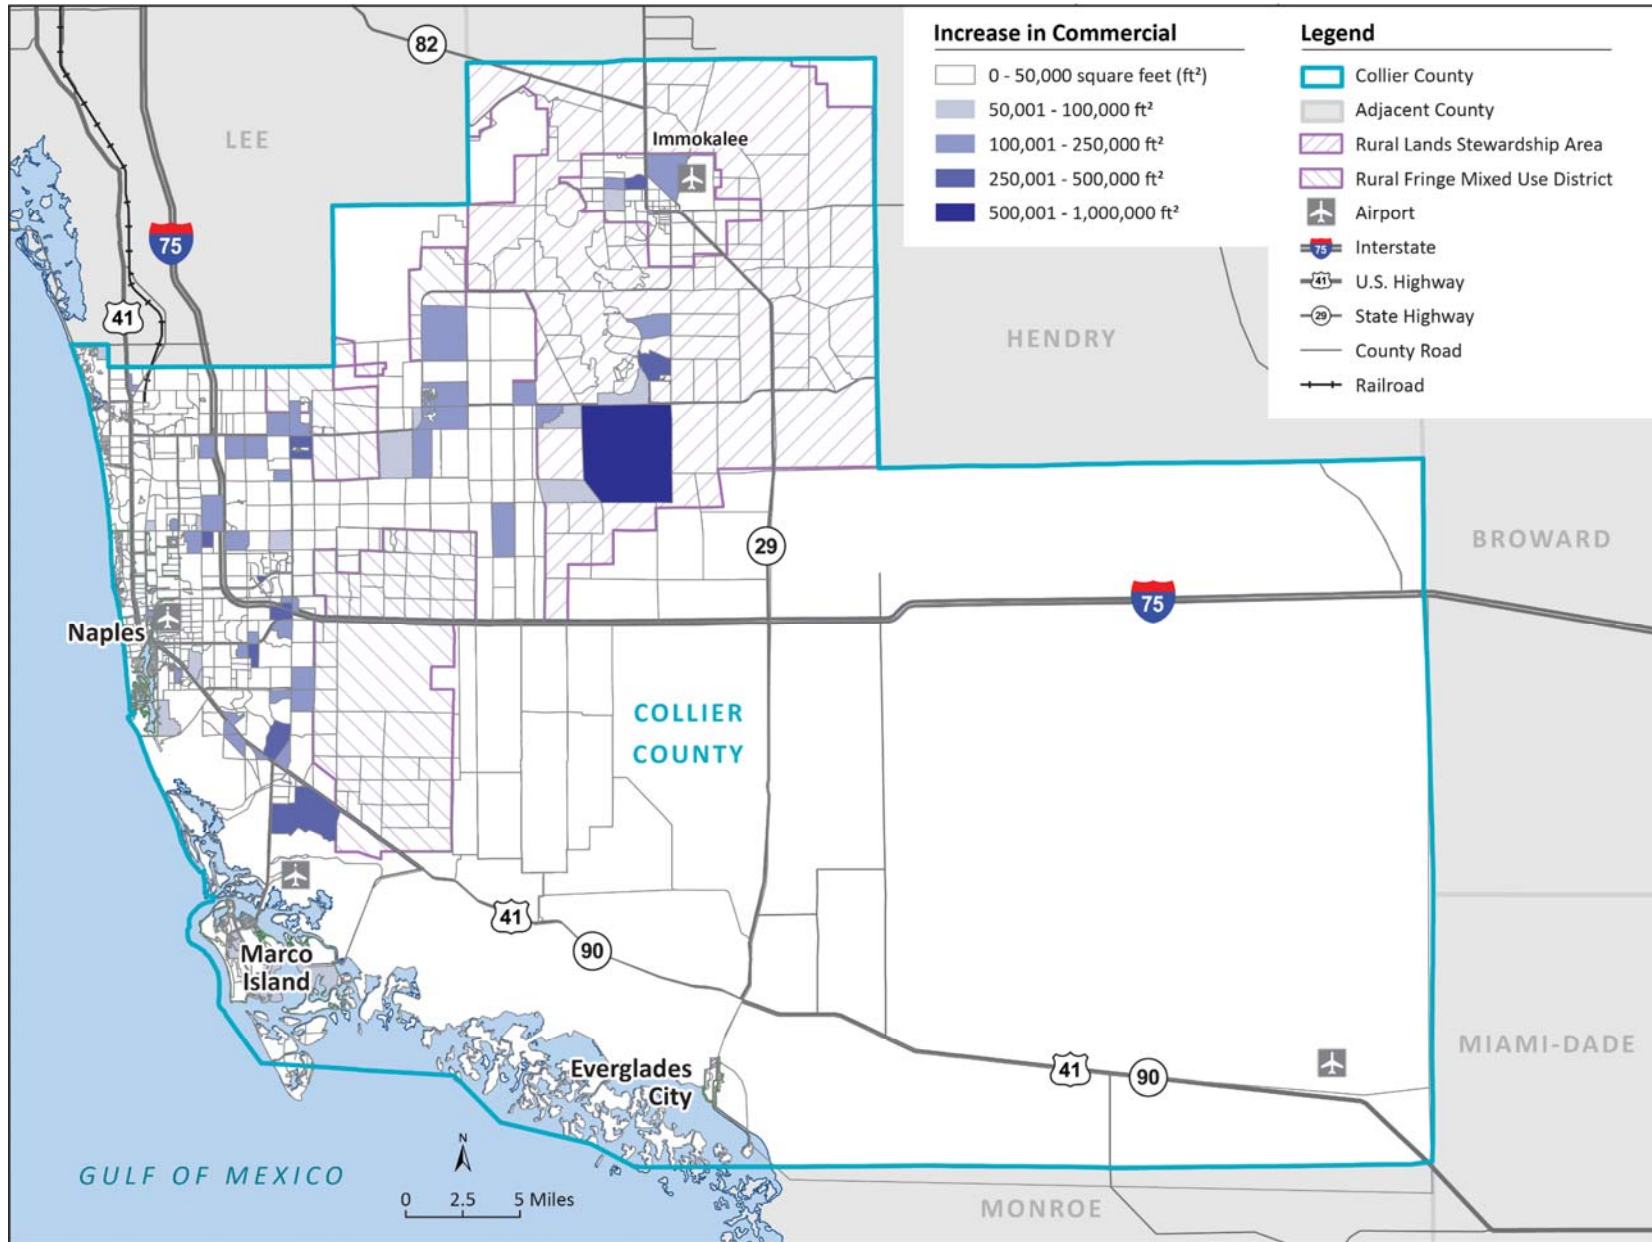 Increase in Commercial
0 - 50,000 square feet (ft²)
50,001 - 100,000 ft²
100,001 - 250,000 ft²
250,001 - 500,000 ft²
500,001 - 1,000,000 ft²
Legend
Collier County
Adjacent County
Rural Lands Stewardship Area
Rural Fringe Mixed Use District
Airport
75 Interstate
41 U.S. Highway
29 State Highway
County Road
Railroad
82
LEE
Immokalee
75
41
HENDRY
29
BROWARD
75
Naples
COLLIER
COUNTY
41
90
Marco
Island
Everglades
City
41
90
MIAMI-DADE
GULF OF MEXICO
N
0 2.5 5 Miles
MONROE